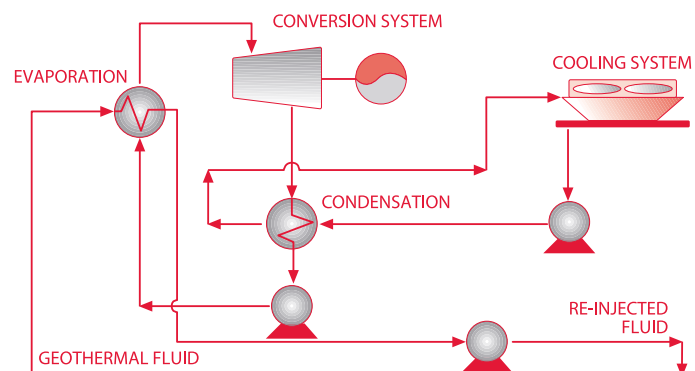 CONVERSION SYSTEM
COOLING SYSTEM
EVAPORATION
CONDENSATION
RE-INJECTED
FLUID
GEOTHERMAL FLUID